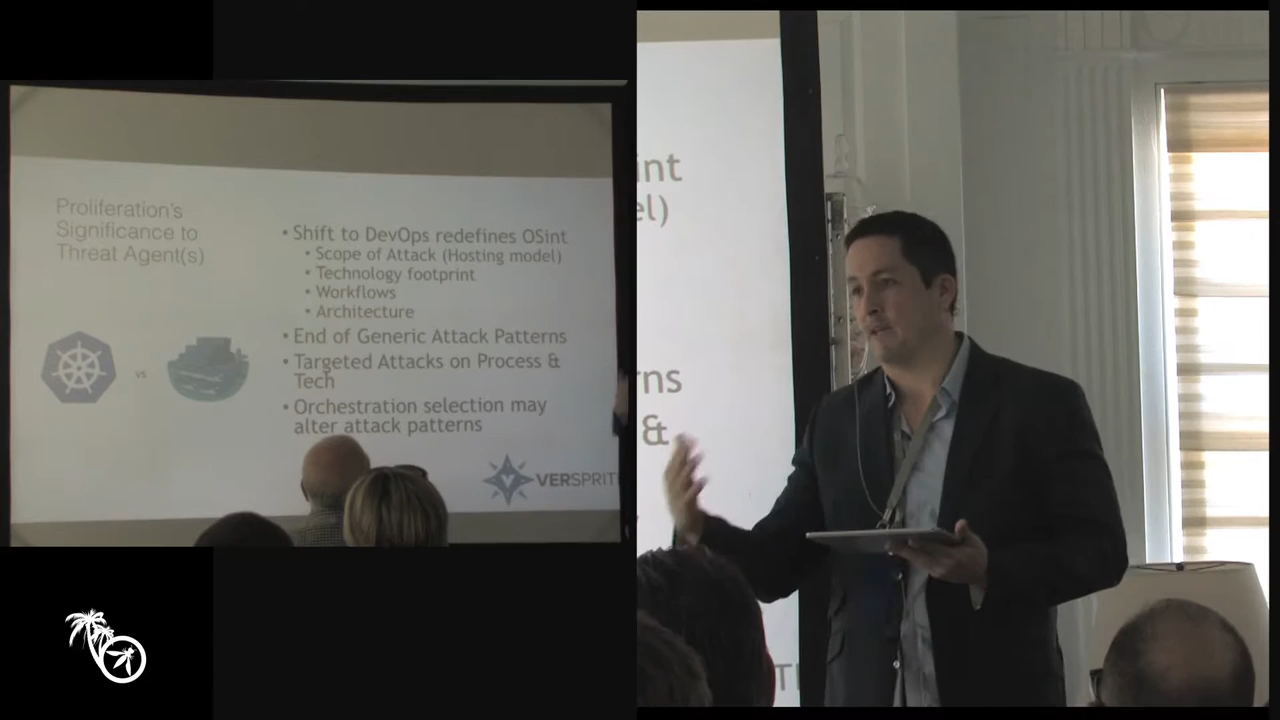 Proliferation's
Significance to
Threat Agent(s)
vs
• Shift to DevOps redefines OSint
• Scope of Attack (Hosting model)
• Technology footprint
• Workflows
• Architecture
• End of Generic Attack Patterns
• Targeted Attacks on Process &
Tech
• Orchestration selection may
alter attack patterns
VERSPRIT
int
el)
rns
&